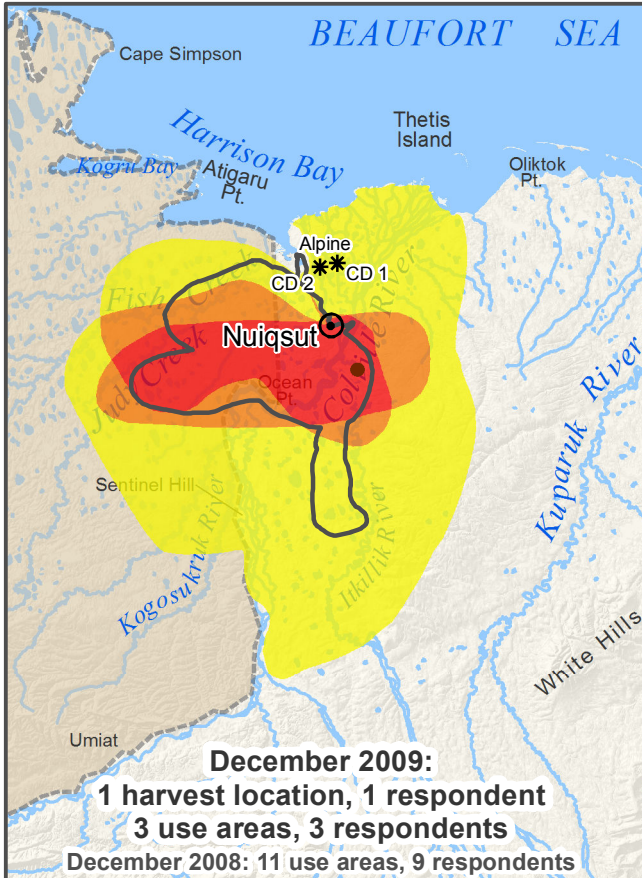 BEAUFORT SEA
Cape Simpson
Harrison Bay
Thetis
Island
Kogru Bay
Atigaru
Pt.
Oliktok
Pt.
Alpine
CD 2
CD 1
Fish Creek
Nuiqsut
Colville River
Judy Creek
Ocean
Pt.
Kuparuk River
Sentinel Hill
Itkillik River
Kogosukruk River
White Hills
Umiat
December 2009:
1 harvest location, 1 respondent
3 use areas, 3 respondents
December 2008: 11 use areas, 9 respondents